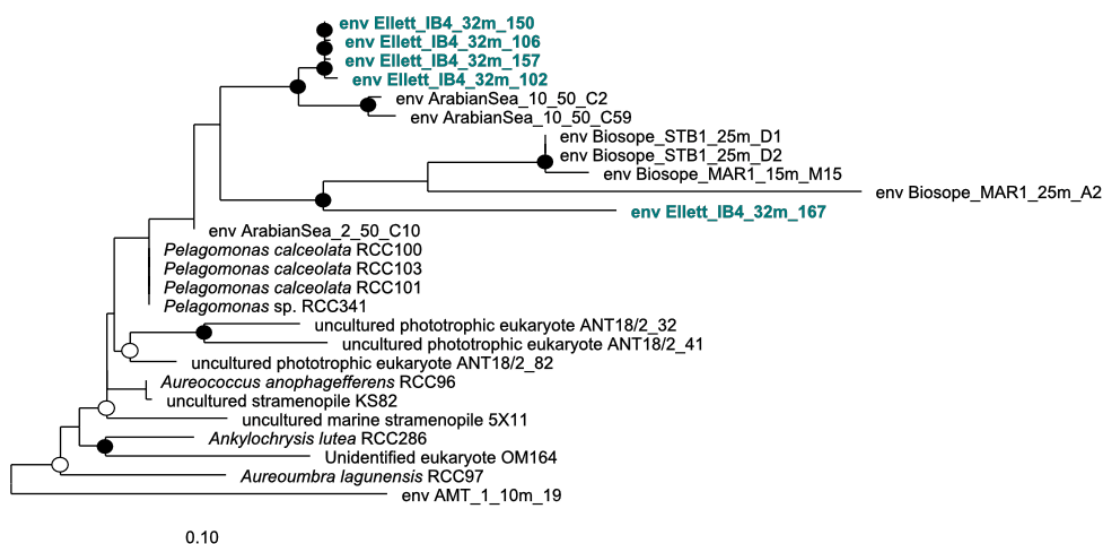 env Ellett_IB4_32m_150
env Ellett_IB4_32m_106
env Ellett_IB4_32m_157
env Ellett_IB4_32m_102
env ArabianSea_10_50_C2
env ArabianSea_10_50_C59
env Biosope_STB1_25m_D1
env Biosope_STB1_25m_D2
env Biosope_MAR1_15m_M15
env Biosope_MAR1_25m_A2
env Ellett_IB4_32m_167
env ArabianSea_2_50_C10
Pelagomonas calceolata RCC100
Pelagomonas calceolata RCC103
Pelagomonas calceolata RCC101
Pelagomonas sp. RCC341
uncultured phototrophic eukaryote ANT18/2_32
uncultured phototrophic eukaryote ANT18/2_41
uncultured phototrophic eukaryote ANT18/2_82
Aureococcus anophagefferens RCC96
uncultured stramenopile KS82
uncultured marine stramenopile 5X11
Ankylochrysis lutea RCC286
Unidentified eukaryote OM164
Aureoumbra lagunensis RCC97
env AMT_1_10m_19
0.10